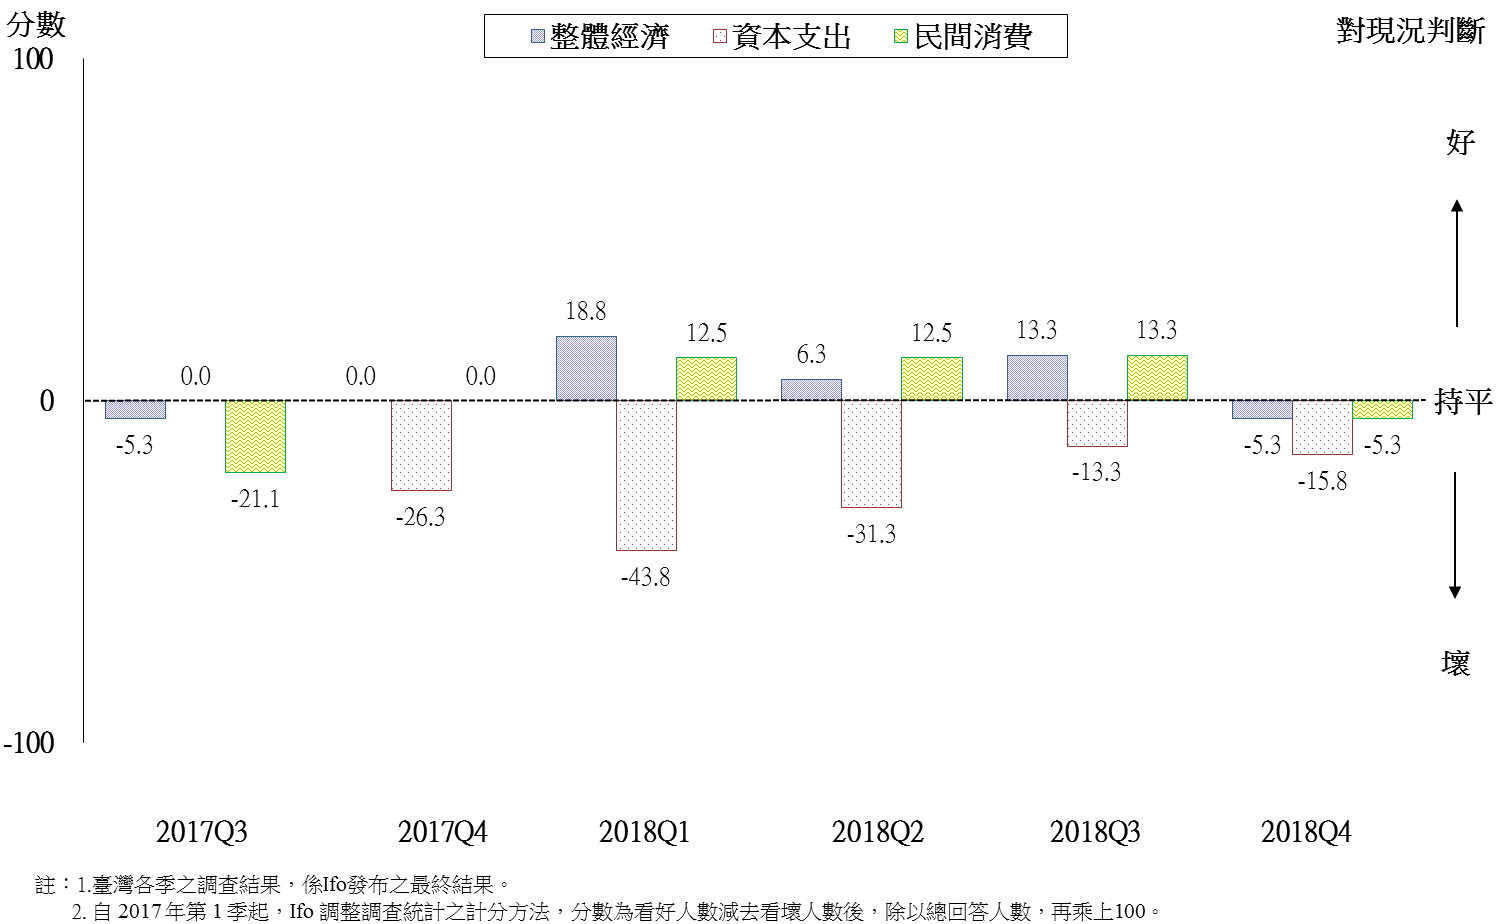 分數
整體經濟 資本支出 民間消費
對現況判斷
100
好
18.8 12.5 6.3 12.5 13.3 13.3
0.0 0.0 0.0
0
持平
-5.3 -5.3 -5.3
-21.1 -26.3 -13.3 -15.8
-43.8 -31.3
壞
-100
2017Q3 2017Q4 2018Q1 2018Q2 2018Q3 2018Q4
註：1.臺灣各季之調查結果，係Ifo發布之最終結果。
2. 自 2017 年第 1 季起，Ifo 調整調查統計之計分方法，分數為看好人數減去看壞人數後，除以總回答人數，再乘上100。